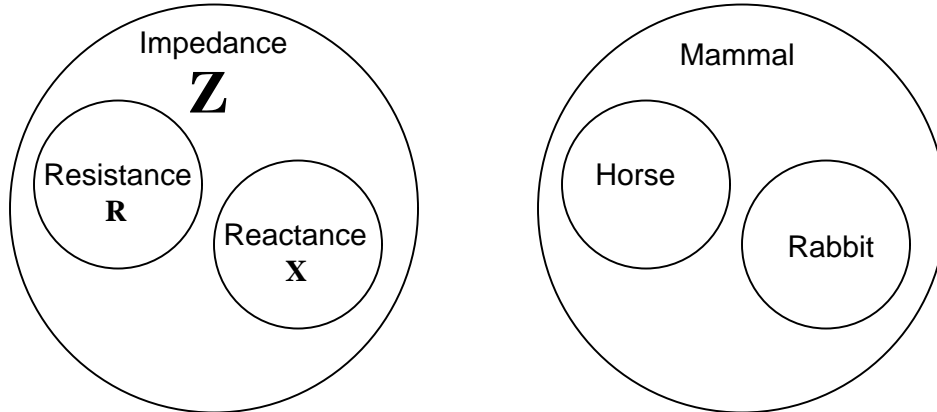 Impedance
Z
Resistance
R
Reactance
X
Mammal
Horse
Rabbit